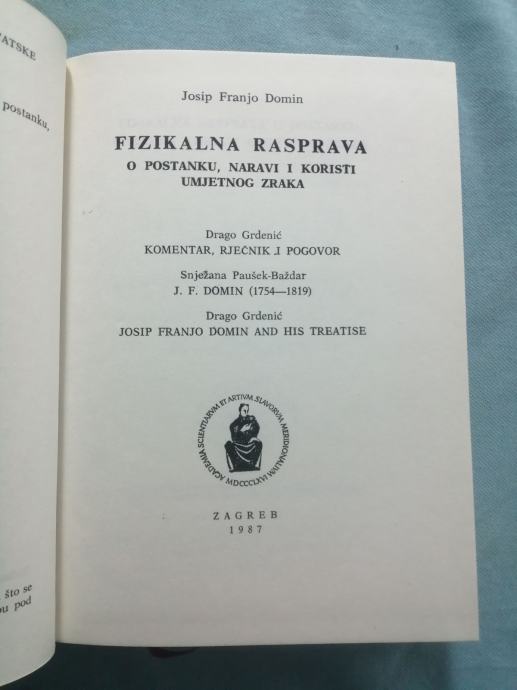 ATSKE
postanku,
što se
pod
Josip Franjo Domin
FIZIKALNA RASPRAVA
O POSTANKU, NARAVI I KORISTI
UMJETNOG ZRAKA
Drago Grdenić
KOMENTAR, RJEČNIK I POGOVOR
Snježana Paušek-Baždar
J. F. DOMIN (1754—1819)
Drago Grdenić
JOSIP FRANJO DOMIN AND HIS TREATISE
ACADEMIA SCIENTIARVM ET ARTIVM SLAVORVM MERIDIONALIVM
MDCCCLXVI
ZAGREB
1987